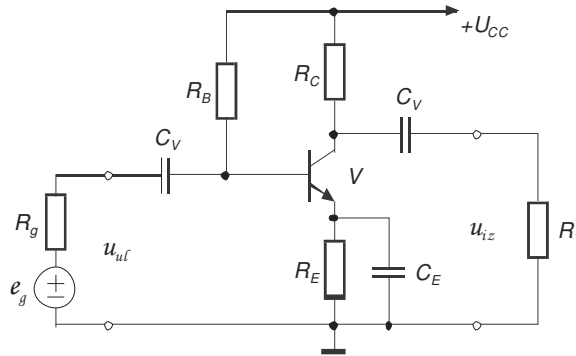 +U_CC
R_B
R_C
C_V
C_V
V
R_g
u_ul
u_iz
R
R_E
C_E
e_g